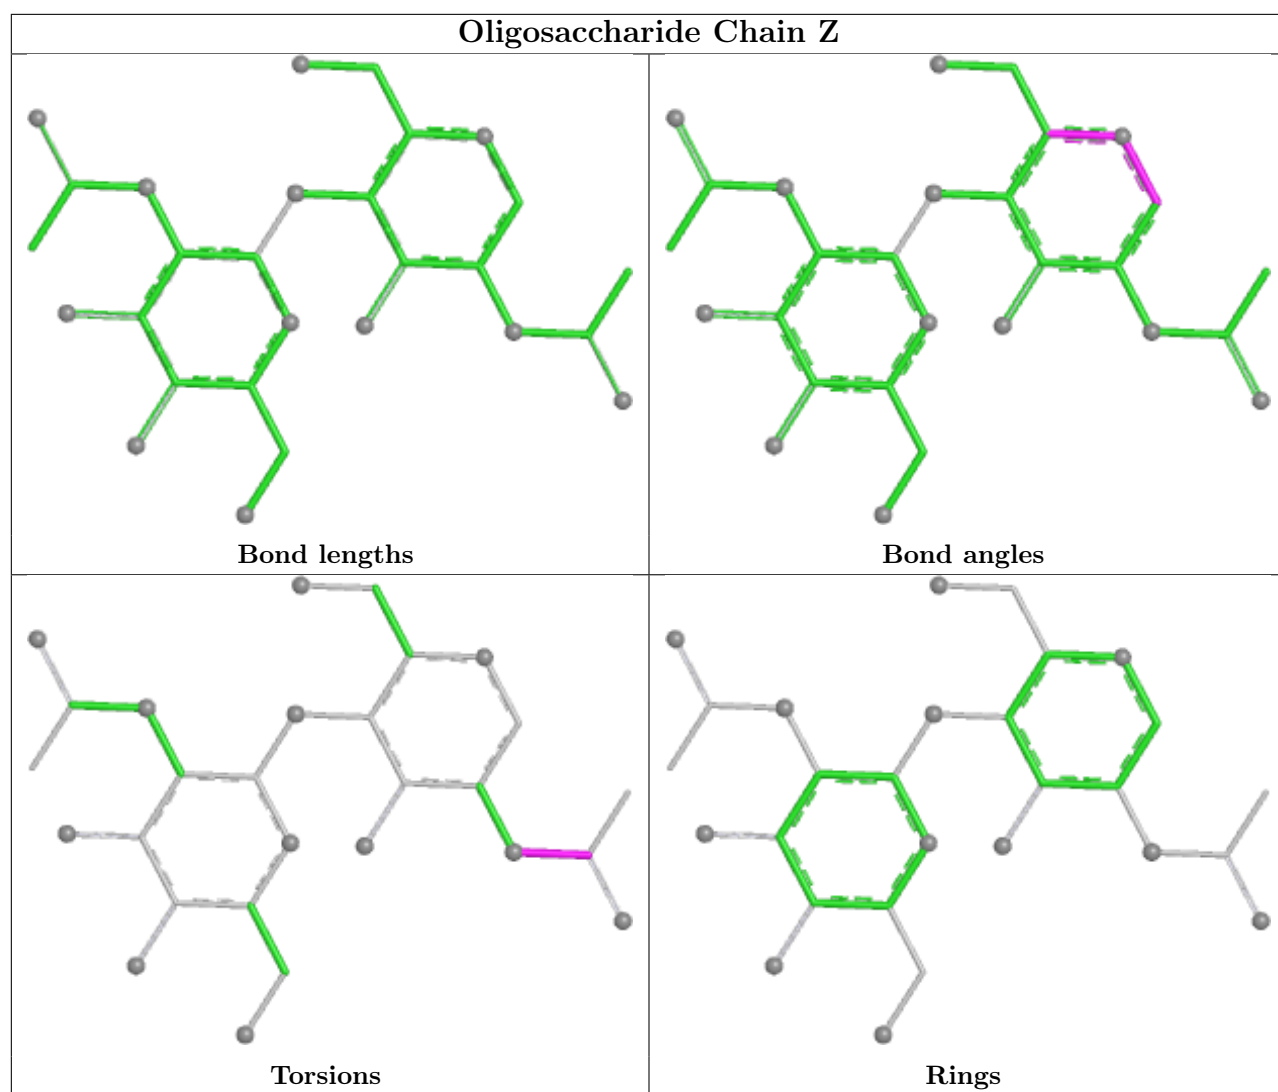 Oligosaccharide Chain Z
Bond lengths
Bond angles
Torsions
Rings